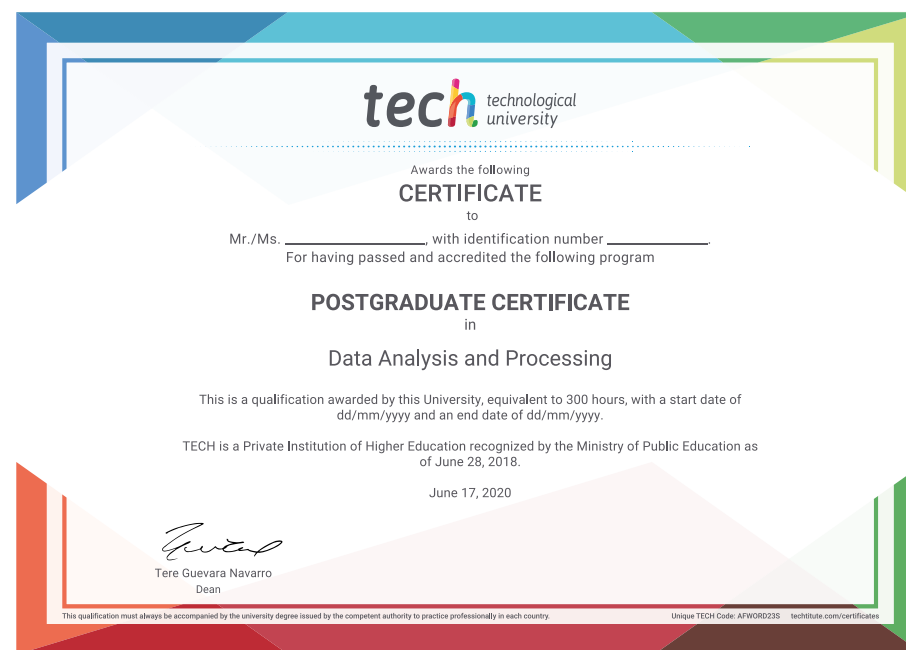 tech technological
university
Awards the following
CERTIFICATE
to
Mr./Ms. ____________________, with identification number ______________.
For having passed and accredited the following program
POSTGRADUATE CERTIFICATE
in
Data Analysis and Processing
This is a qualification awarded by this University, equivalent to 300 hours, with a start date of
dd/mm/yyyy and an end date of dd/mm/yyyy.
TECH is a Private Institution of Higher Education recognized by the Ministry of Public Education as
of June 28, 2018.
June 17, 2020
Tere Guevara Navarro
Dean
This qualification must always be accompanied by the university degree issued by the competent authority to practice professionally in each country.
Unique TECH Code: AFWORD23S techtitute.com/certificates